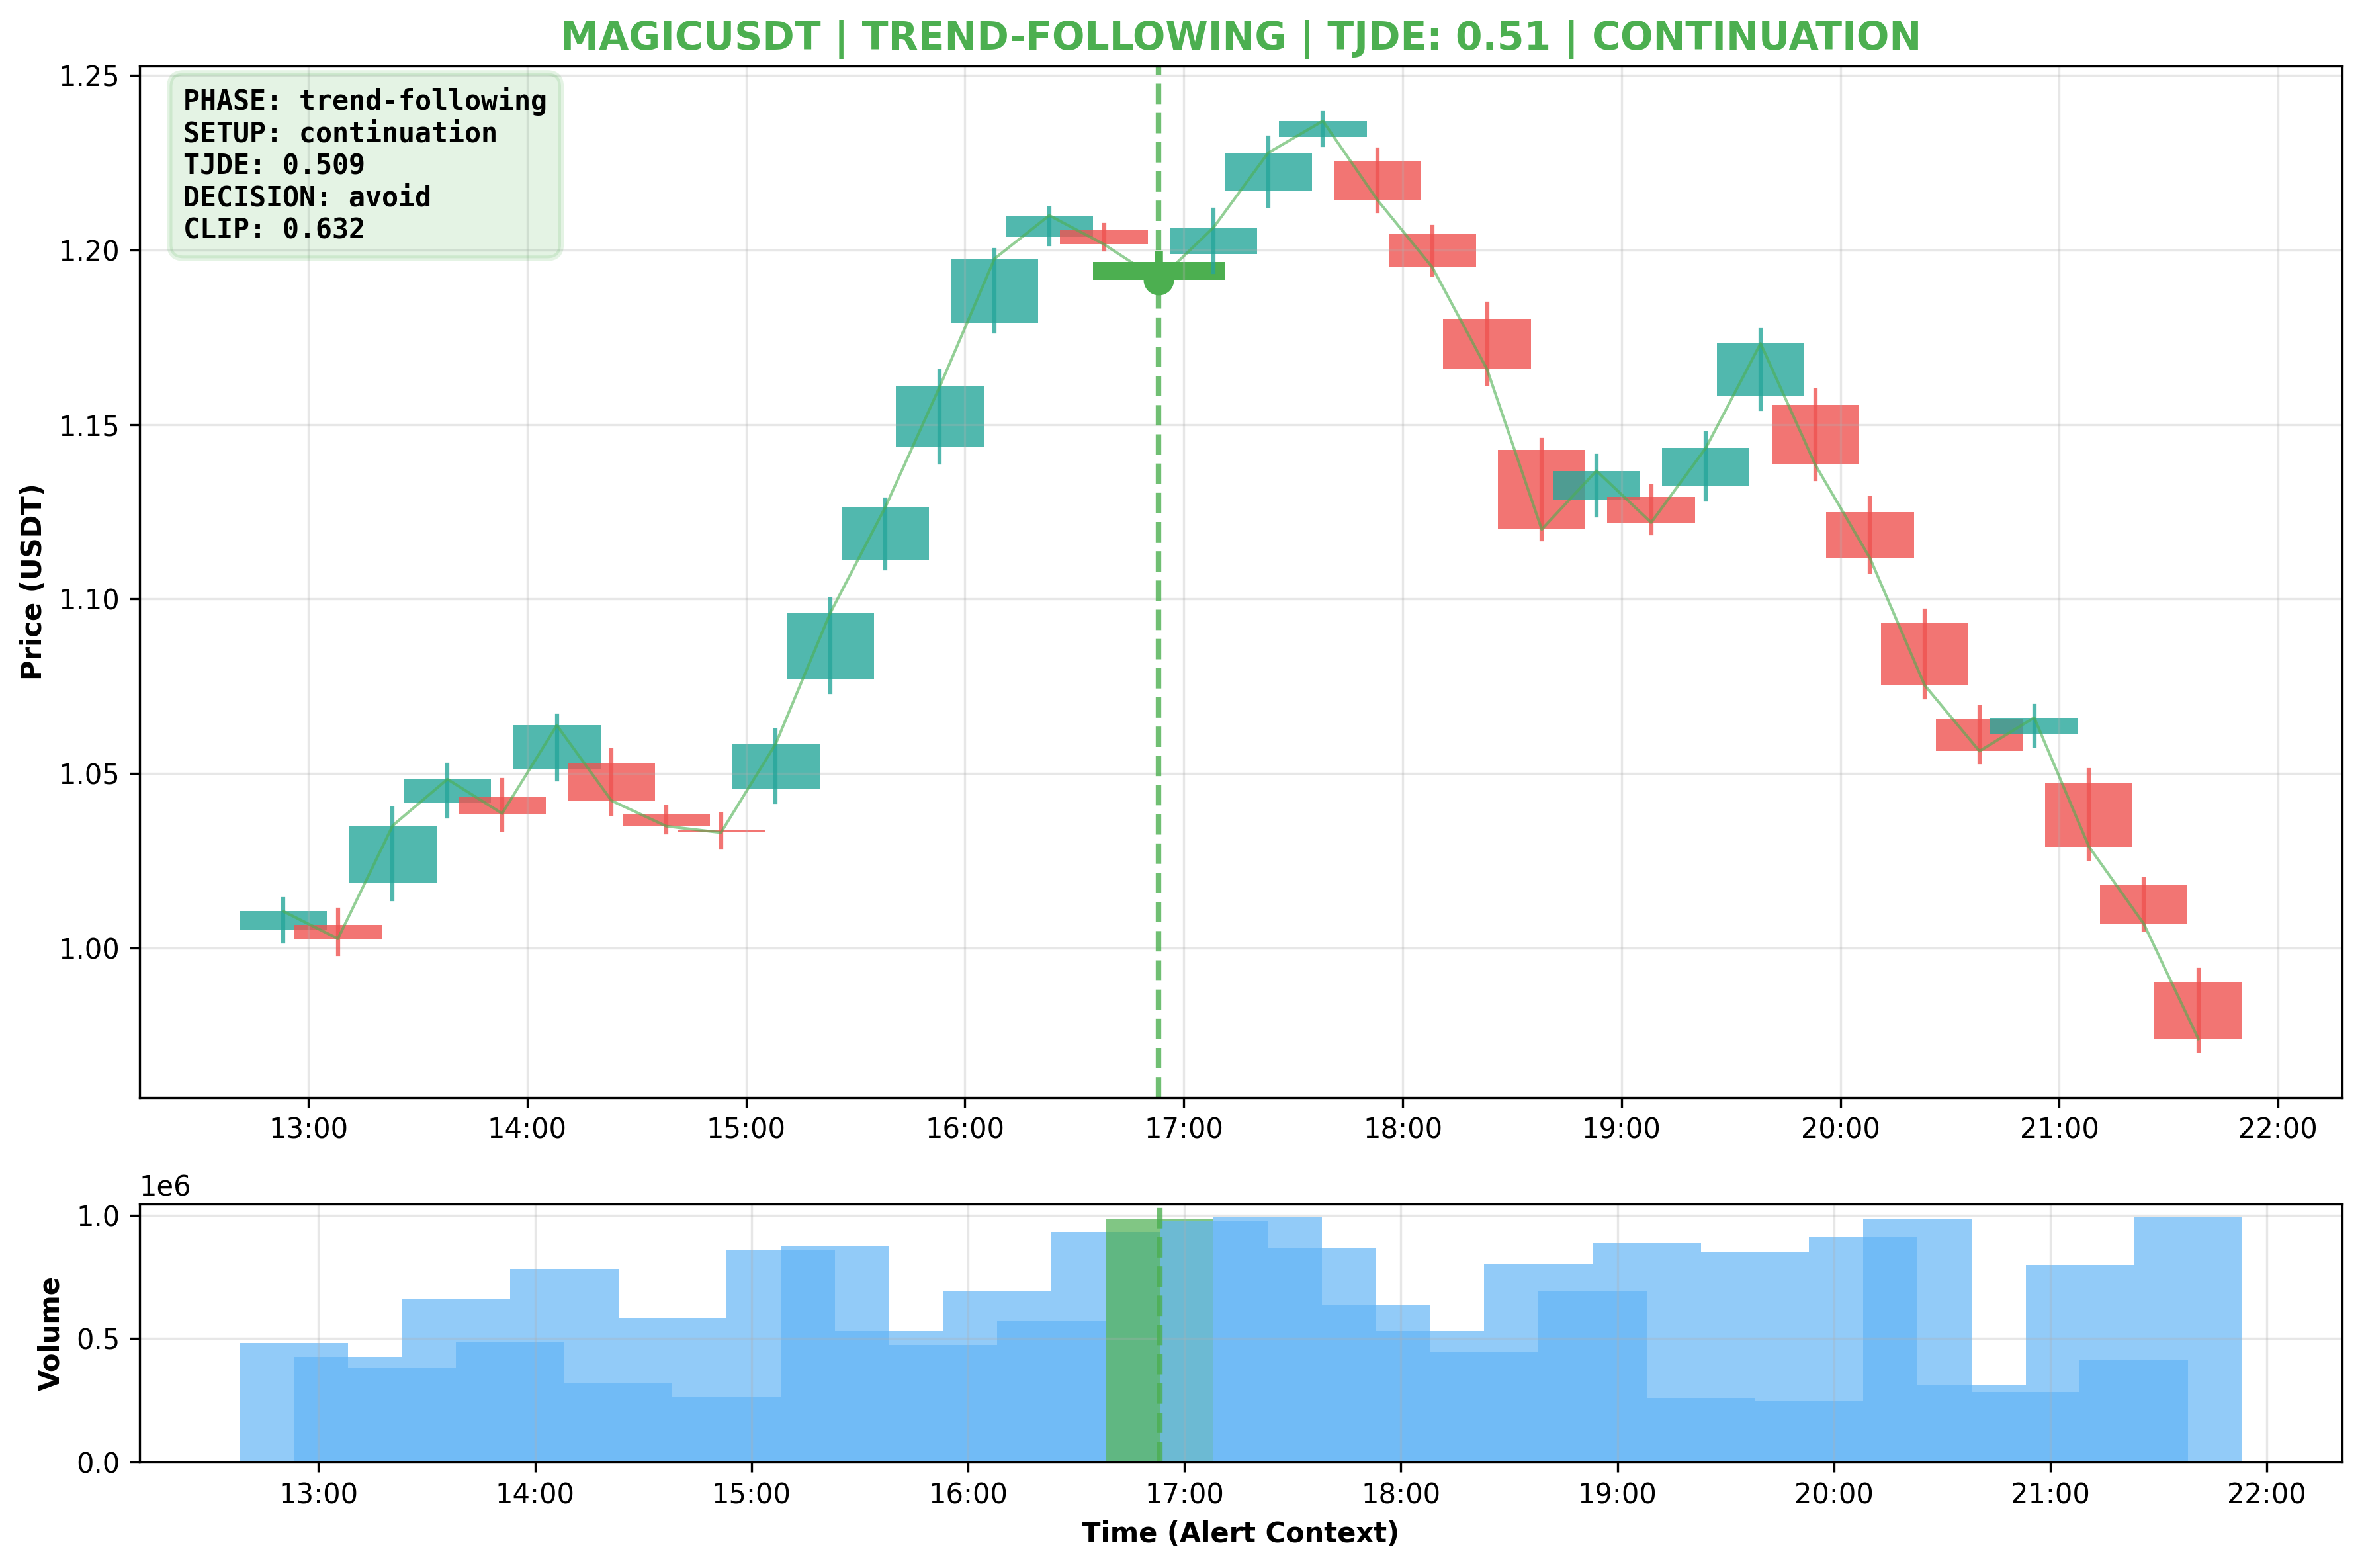 MAGICUSDT | TREND-FOLLOWING | TJDE: 0.51 | CONTINUATION
PHASE: trend-following
SETUP: continuation
TJDE: 0.509
DECISION: avoid
CLIP: 0.632
Price (USDT)
1.25
1.20
1.15
1.10
1.05
1.00
13:00 14:00 15:00 16:00 17:00 18:00 19:00 20:00 21:00 22:00
1e6
Volume
1.0
0.5
0.0
13:00 14:00 15:00 16:00 17:00 18:00 19:00 20:00 21:00 22:00
Time (Alert Context)